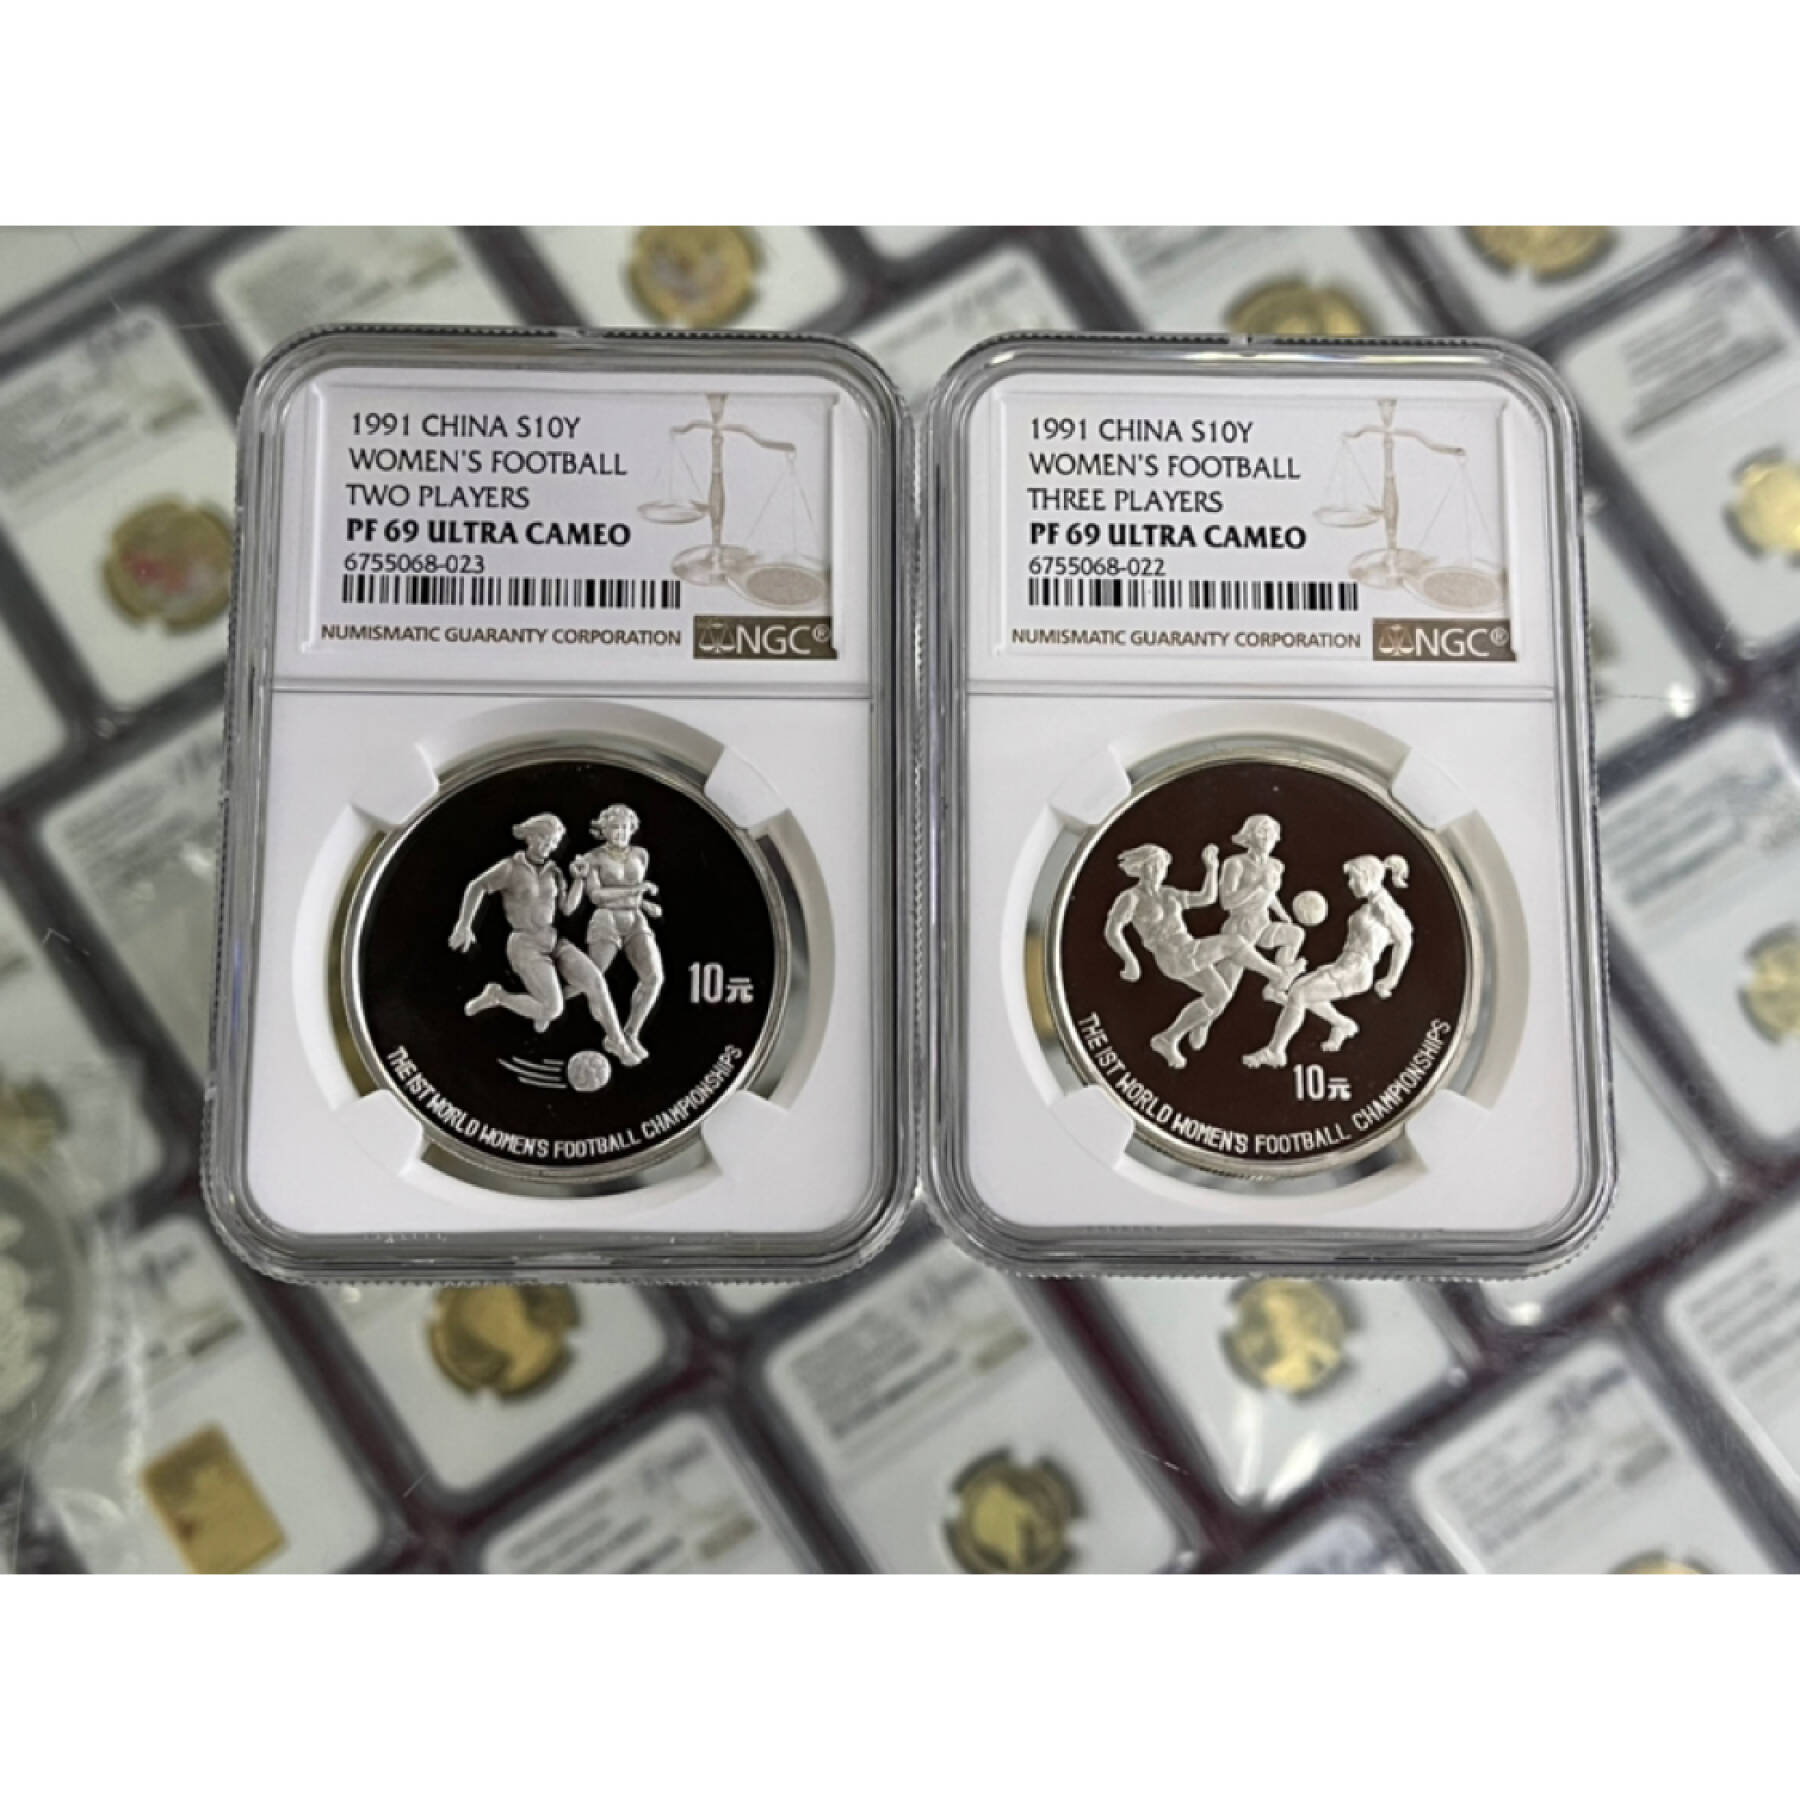 1991 CHINA S10Y
WOMEN'S FOOTBALL
TWO PLAYERS
PF 69 ULTRA CAMEO
6755068-023
NUMISMATIC GUARANTY CORPORATION
NGC®
10元
THE 1ST WORLD WOMEN'S FOOTBALL CHAMPIONSHIPS
1991 CHINA S10Y
WOMEN'S FOOTBALL
THREE PLAYERS
PF 69 ULTRA CAMEO
6755068-022
NUMISMATIC GUARANTY CORPORATION
NGC®
10元
THE 1ST WORLD WOMEN'S FOOTBALL CHAMPIONSHIPS